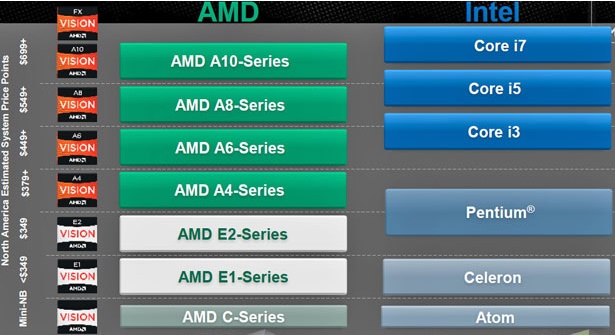 AMD Intel
FX VISION AMD
North America Estimated System Price Points
$699+ A10 VISION AMD AMD A10-Series Core i7
$549+ A8 VISION AMD AMD A8-Series Core i5
$449+ A6 VISION AMD AMD A6-Series Core i3
$379+ A4 VISION AMD AMD A4-Series
$349 E2 VISION AMD AMD E2-Series Pentium®
<$349 E1 VISION AMD AMD E1-Series Celeron
Mini-NB VISION AMD AMD C-Series Atom